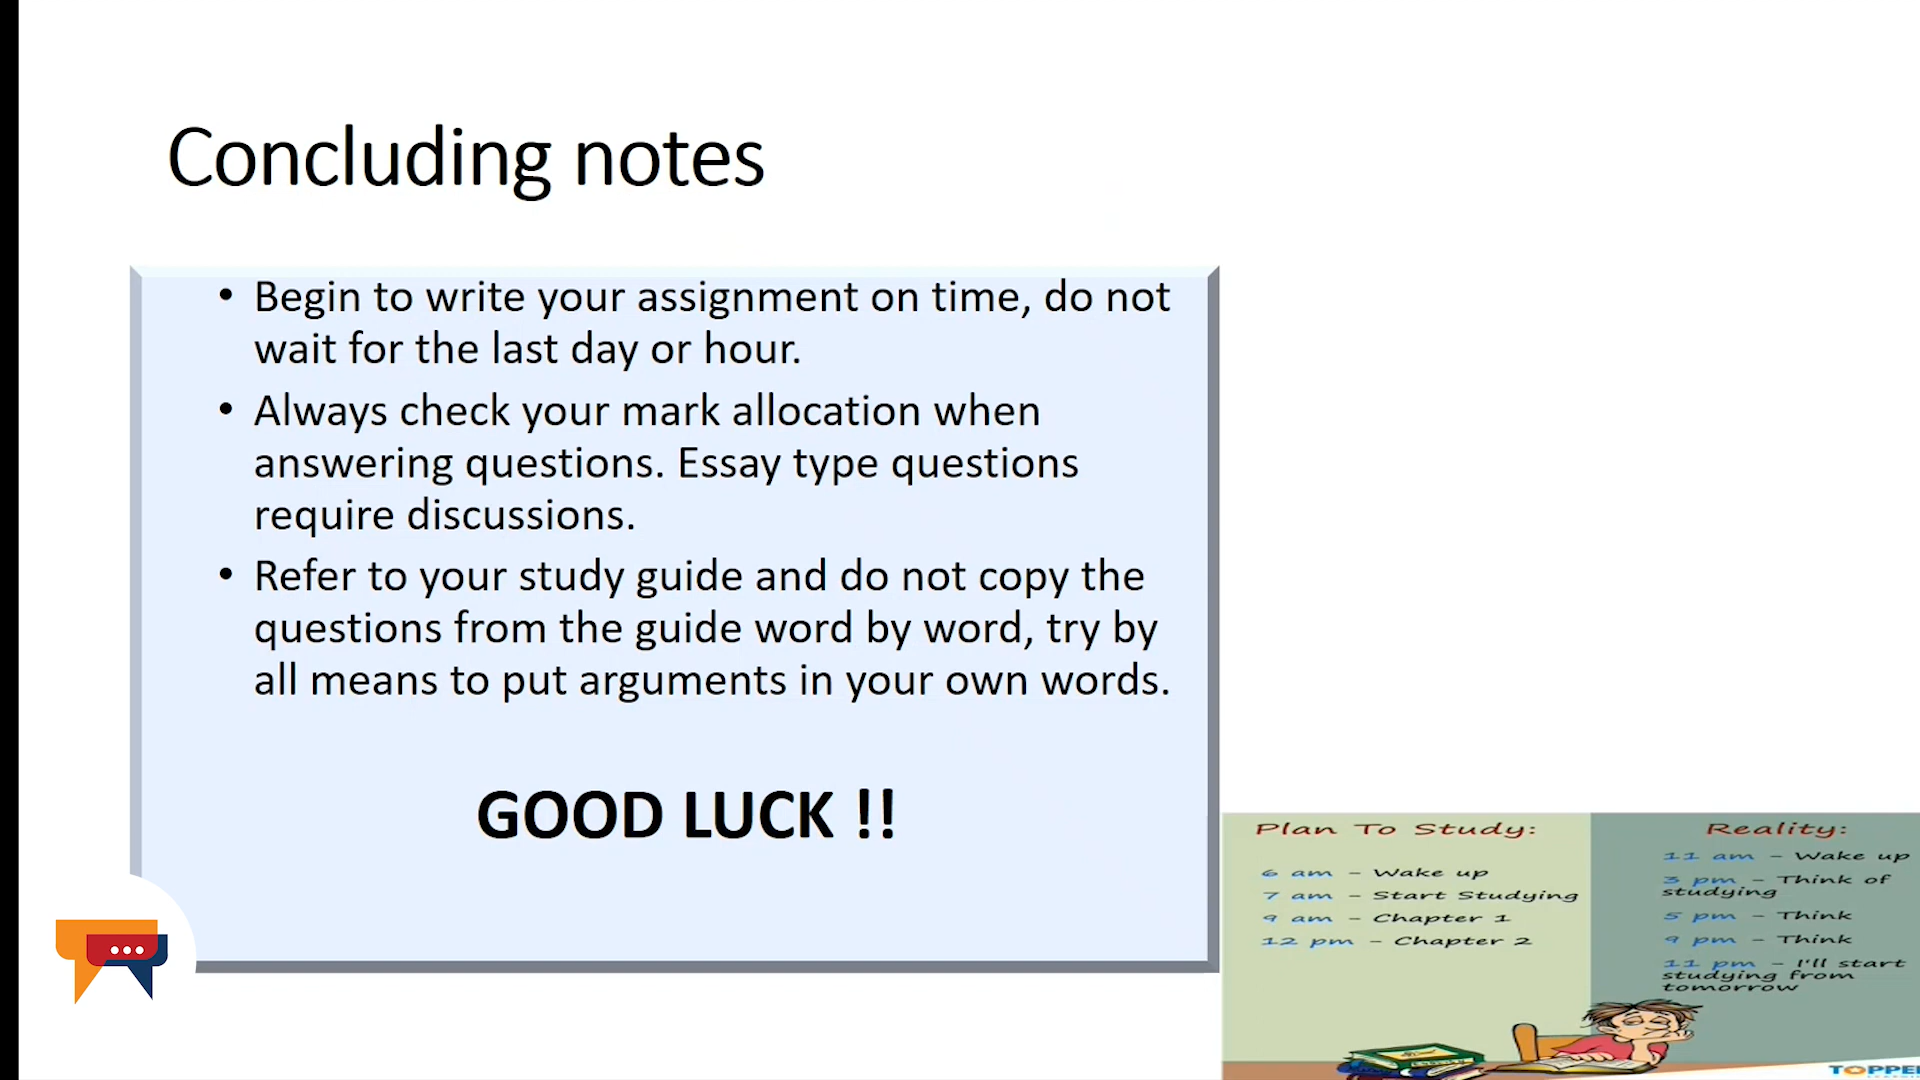 Concluding notes
• Begin to write your assignment on time, do not
wait for the last day or hour.
• Always check your mark allocation when
answering questions. Essay type questions
require discussions.
• Refer to your study guide and do not copy the
questions from the guide word by word, try by
all means to put arguments in your own words.
GOOD LUCK !!
Plan To Study:
6 am - Wake up
7 am - Start Studying
9 am - Chapter 1
12 pm - Chapter 2
Reality:
11 am - Wake up
3 pm - Think of
studying
5 pm - Think
9 pm - Think
11 pm - I'll start
studying from
tomorrow